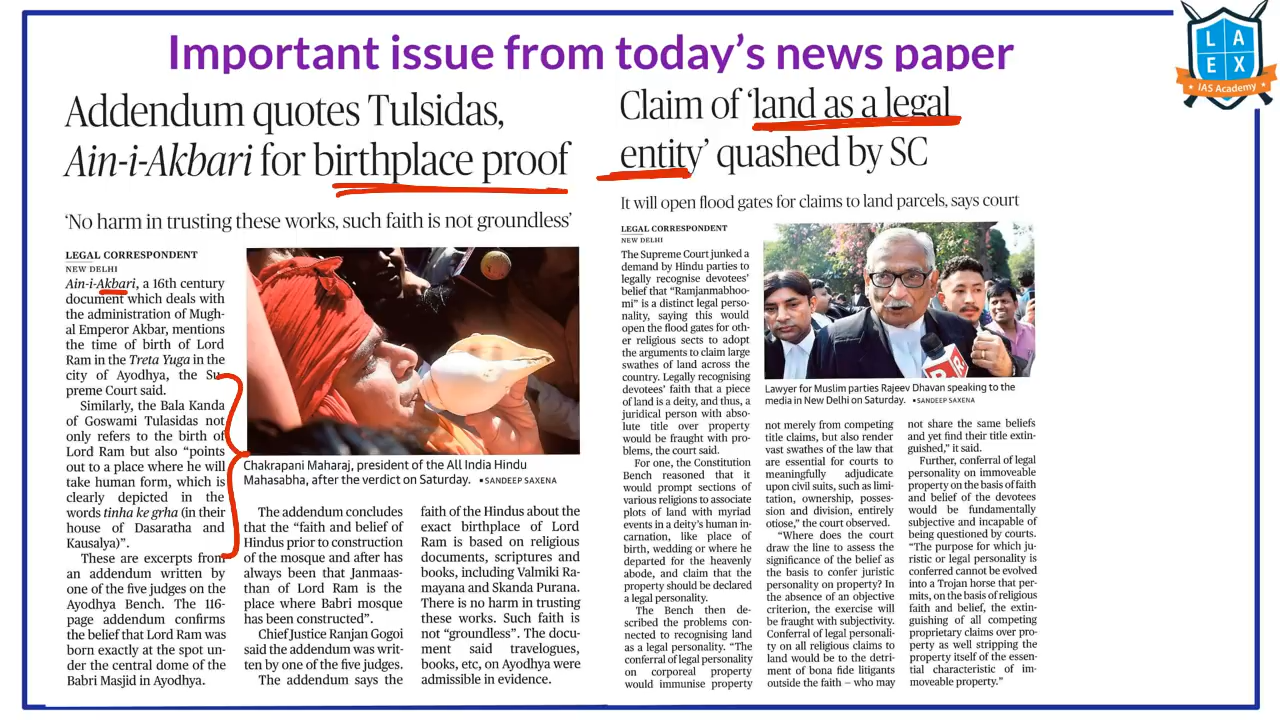 Important issue from today's news paper
L A
E X
IAS Academy
Addendum quotes Tulsidas,
Ain-i-Akbari for birthplace proof
'No harm in trusting these works, such faith is not groundless'
LEGAL CORRESPONDENT
NEW DELHI
Ain-i-Akbari, a 16th century
document which deals with
the administration of Mugh-
al Emperor Akbar, mentions
the time of birth of Lord
Ram in the Treta Yuga in the
city of Ayodhya, the Su-
preme Court said.
Similarly, the Bala Kanda
of Goswami Tulasidas not
only refers to the birth of
Lord Ram but also "points
out to a place where he will
take human form, which is
clearly depicted in the
words tinha ke grha (in their
house of Dasaratha and
Kausalya)".
These are excerpts from
an addendum written by
one of the five judges on the
Ayodhya Bench. The 116-
page addendum confirms
the belief that Lord Ram was
born exactly at the spot un-
der the central dome of the
Babri Masjid in Ayodhya.
Chakrapani Maharaj, president of the All India Hindu
Mahasabha, after the verdict on Saturday. ▪SANDEEP SAXENA
The addendum concludes
that the "faith and belief of
Hindus prior to construction
of the mosque and after has
always been that Janmaas-
than of Lord Ram is the
place where Babri mosque
has been constructed".
Chief Justice Ranjan Gogoi
said the addendum was writ-
ten by one of the five judges.
The addendum says the
faith of the Hindus about the
exact birthplace of Lord
Ram is based on religious
documents, scriptures and
books, including Valmiki Ra-
mayana and Skanda Purana.
There is no harm in trusting
these works. Such faith is
not "groundless". The docu-
ment said travelogues,
books, etc, on Ayodhya were
admissible in evidence.
Claim of 'land as a legal
entity' quashed by SC
It will open flood gates for claims to land parcels, says court
LEGAL CORRESPONDENT
NEW DELHI
The Supreme Court junked a
demand by Hindu parties to
legally recognise devotees'
belief that "Ramjanmabhoo-
mi" is a distinct legal perso-
nality, saying this would
open the flood gates for oth-
er religious sects to adopt
the arguments to claim large
swathes of land across the
country. Legally recognising
devotees' faith that a piece
of land is a deity, and thus, a
juridical person with abso-
lute title over property
would be fraught with pro-
blems, the court said.
For one, the Constitution
Bench reasoned that it
would prompt sections of
various religions to associate
plots of land with myriad
events in a deity's human in-
carnation, like place of
birth, wedding or where he
departed for the heavenly
abode, and claim that the
property should be declared
a legal personality.
The Bench then de-
scribed the problems con-
nected to recognising land
as a legal personality. "The
conferral of legal personality
on corporeal property
would immunise property
R.
Lawyer for Muslim parties Rajeev Dhavan speaking to the
media in New Delhi on Saturday. ▪SANDEEP SAXENA
not merely from competing
title claims, but also render
vast swathes of the law that
are essential for courts to
meaningfully adjudicate
upon civil suits, such as limi-
tation, ownership, posses-
sion and division, entirely
otiose," the court observed.
"Where does the court
draw the line to assess the
significance of the belief as
the basis to confer juristic
personality on property? In
the absence of an objective
criterion, the exercise will
be fraught with subjectivity.
Conferral of legal personali-
ty on all religious claims to
land would be to the detri-
ment of bona fide litigants
outside the faith – who may
not share the same beliefs
and yet find their title extin-
guished," it said.
Further, conferral of legal
personality on immoveable
property on the basis of faith
and belief of the devotees
would be fundamentally
subjective and incapable of
being questioned by courts.
"The purpose for which ju-
ristic or legal personality is
conferred cannot be evolved
into a Trojan horse that per-
mits, on the basis of religious
faith and belief, the extin-
guishing of all competing
proprietary claims over pro-
perty as well stripping the
property itself of the essen-
tial characteristic of im-
moveable property."